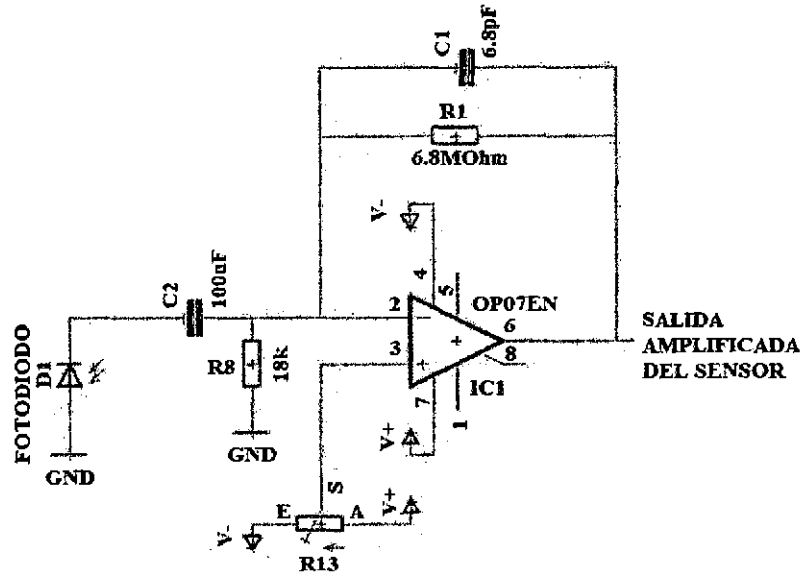 C1
6.8pF
R1
6.8MOhm
V-
4
5
OP07EN
C2
100uF
2
6
3
8
SALIDA
AMPLIFICADA
DEL SENSOR
FOTODIODO
D1
R8
18k
IC1
7
1
V+
GND
GND
S
V+
E
A
V-
R13